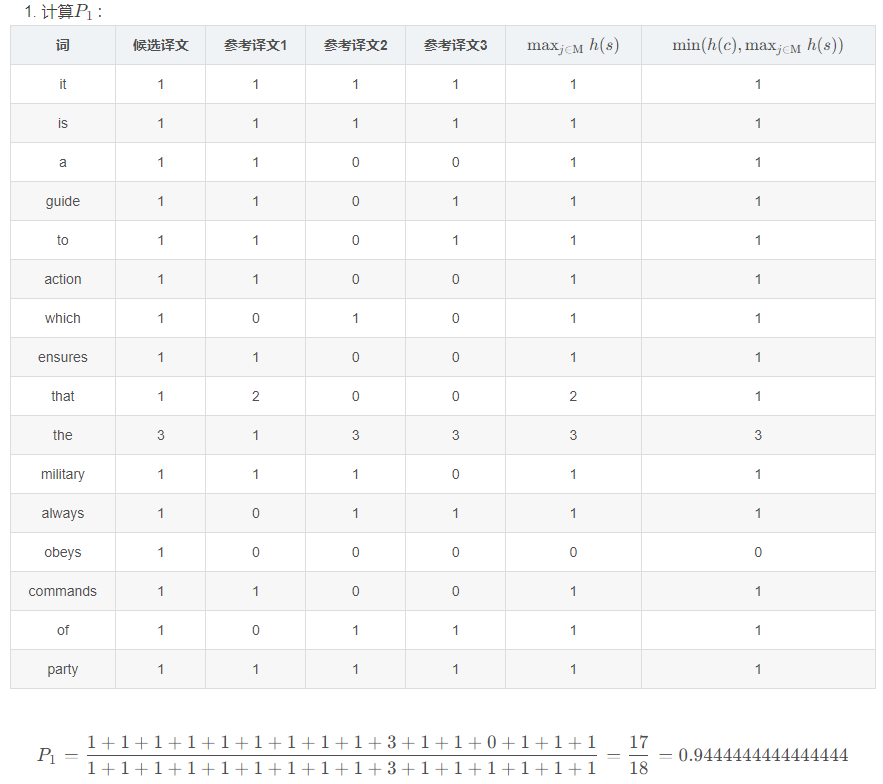 1. 计算P₁：
词 候选译文 参考译文1 参考译文2 参考译文3 max_{j∈M} h(s) min(h(c), max_{j∈M} h(s))
it 1 1 1 1 1 1
is 1 1 1 1 1 1
a 1 1 0 0 1 1
guide 1 1 0 1 1 1
to 1 1 0 1 1 1
action 1 1 0 0 1 1
which 1 0 1 0 1 1
ensures 1 1 0 0 1 1
that 1 2 0 0 2 1
the 3 1 3 3 3 3
military 1 1 1 0 1 1
always 1 0 1 1 1 1
obeys 1 0 0 0 0 0
commands 1 1 0 0 1 1
of 1 0 1 1 1 1
party 1 1 1 1 1 1
P₁ = \frac{1+1+1+1+1+1+1+1+1+3+1+1+0+1+1+1}{1+1+1+1+1+1+1+1+1+3+1+1+1+1+1+1} = \frac{17}{18} = 0.9444444444444444